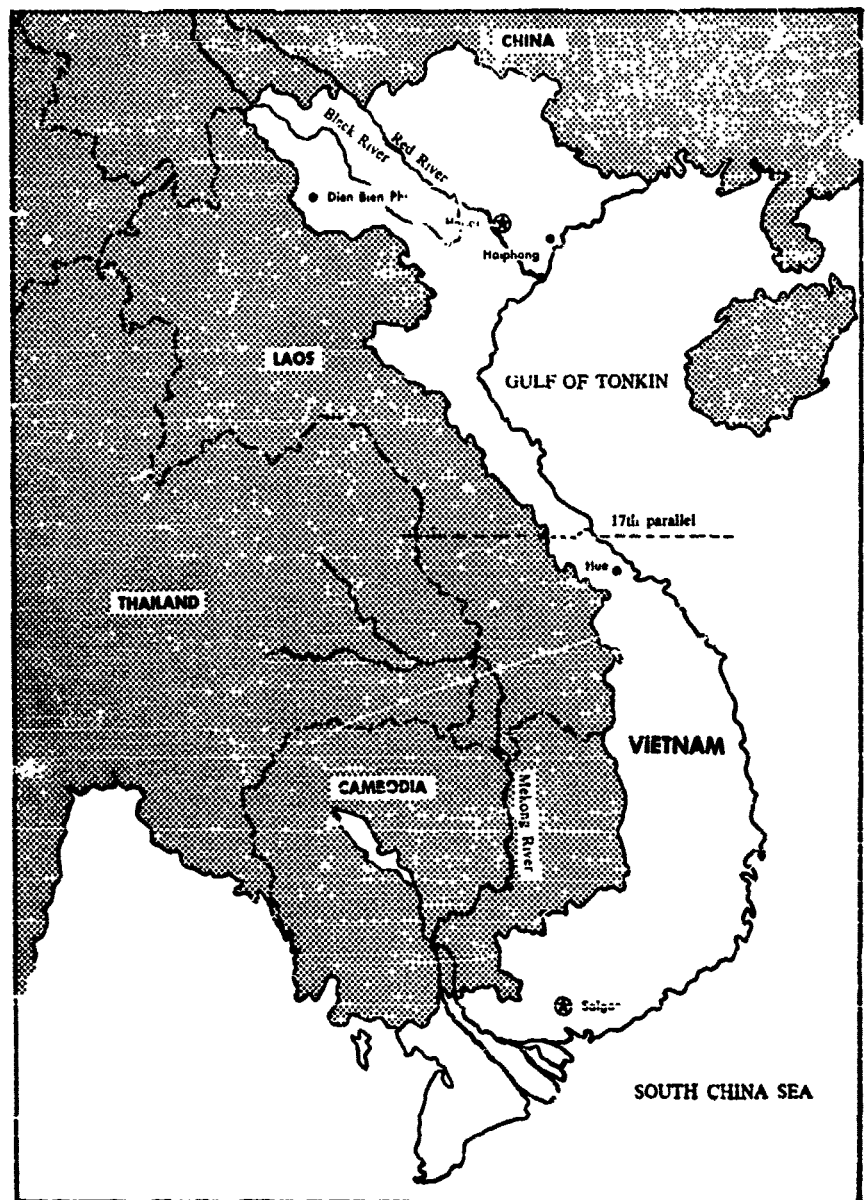 CHINA
Black River
Red River
Dien Bien
Haiphong
LAOS
GULF OF TONKIN
17th parallel
Hue
THAILAND
VIETNAM
CAMBODIA
Mekong River
Saigon
SOUTH CHINA SEA